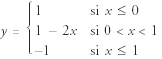 1 si x ≤ 0
y = { 1 − 2x si 0 < x < 1
−1 si x ≤ 1